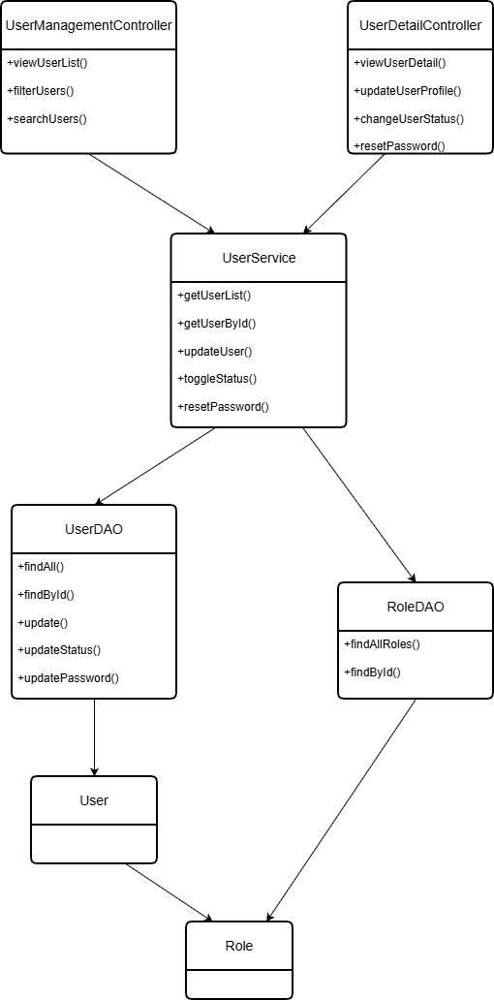 UserManagementController
+viewUserList()
+filterUsers()
+searchUsers()
UserDetailController
+viewUserDetail()
+updateUserProfile()
+changeUserStatus()
+resetPassword()
UserService
+getUserList()
+getUserById()
+updateUser()
+toggleStatus()
+resetPassword()
UserDAO
+findAll()
+findById()
+update()
+updateStatus()
+updatePassword()
RoleDAO
+findAllRoles()
+findById()
User
Role